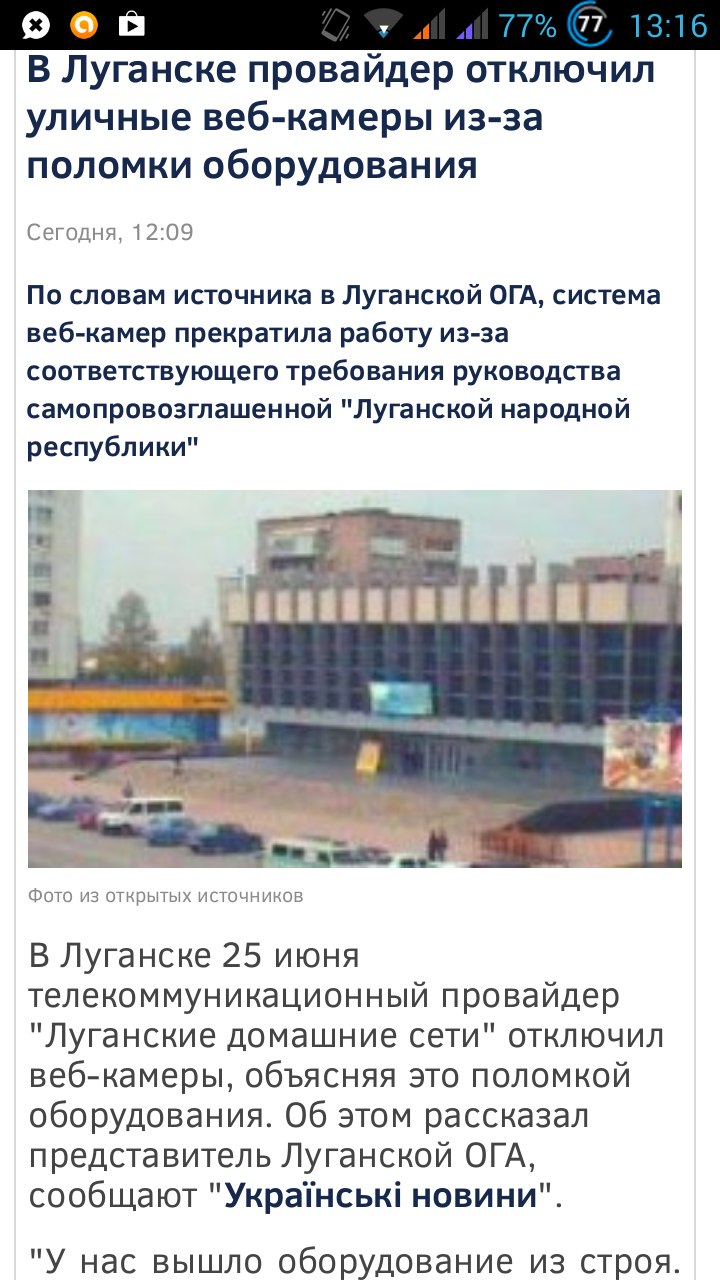 77%
77
13:16
В Луганске провайдер отключил
уличные веб-камеры из-за
поломки оборудования
Сегодня, 12:09
По словам источника в Луганской ОГА, система
веб-камер прекратила работу из-за
соответствующего требования руководства
самопровозглашенной "Луганской народной
республики"
Фото из открытых источников
В Луганске 25 июня
телекоммуникационный провайдер
"Луганские домашние сети" отключил
веб-камеры, объясняя это поломкой
оборудования. Об этом рассказал
представитель Луганской ОГА,
сообщают "Українські новини".
"У нас вышло оборудование из строя.